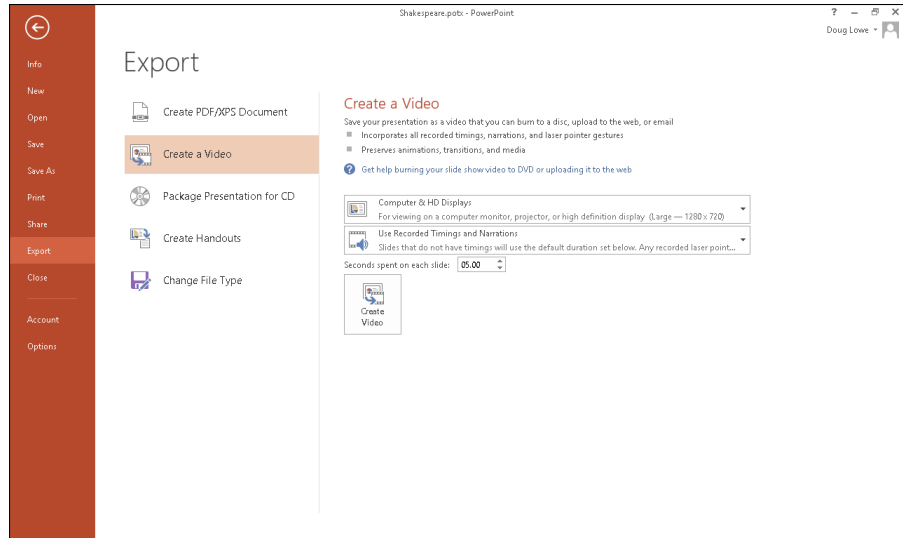 Shakespeare.potx - PowerPoint
? – X
Doug Lowe
Info
New
Open
Save
Save As
Print
Share
Export
Close
Account
Options
Export
Create PDF/XPS Document
Create a Video
Package Presentation for CD
Create Handouts
Change File Type
Create a Video
Save your presentation as a video that you can burn to a disc, upload to the web, or email
Incorporates all recorded timings, narrations, and laser pointer gestures
Preserves animations, transitions, and media
? Get help burning your slide show video to DVD or uploading it to the web
Computer & HD Displays
For viewing on a computer monitor, projector, or high definition display (Large — 1280 x 720)
Use Recorded Timings and Narrations
Slides that do not have timings will use the default duration set below. Any recorded laser point...
Seconds spent on each slide: 05.00
Create
Video